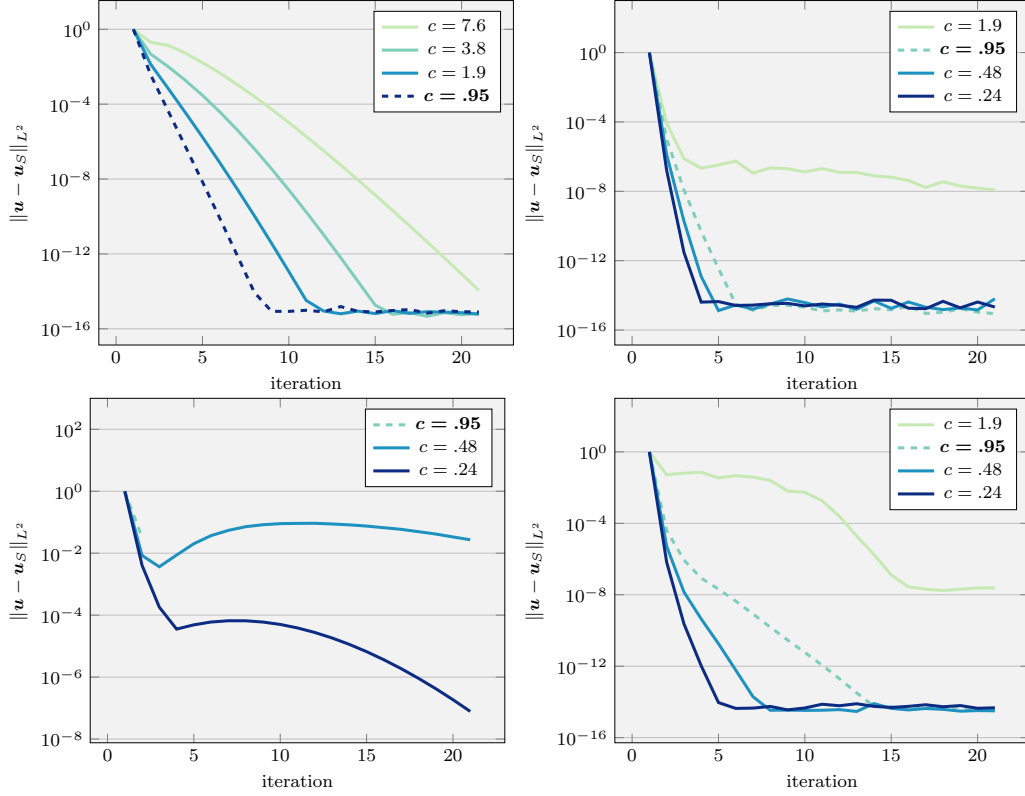 10^0
10^{-4}
10^{-8}
10^{-12}
10^{-16}
‖u − u_S‖_{L^2}
c = 7.6
c = 3.8
c = 1.9
c = .95
0 5 10 15 20
iteration
10^0
10^{-4}
10^{-8}
10^{-12}
10^{-16}
‖u − u_S‖_{L^2}
c = 1.9
c = .95
c = .48
c = .24
0 5 10 15 20
iteration
10^2
10^0
10^{-2}
10^{-4}
10^{-6}
10^{-8}
‖u − u_S‖_{L^2}
c = .95
c = .48
c = .24
0 5 10 15 20
iteration
10^0
10^{-4}
10^{-8}
10^{-12}
10^{-16}
‖u − u_S‖_{L^2}
c = 1.9
c = .95
c = .48
c = .24
0 5 10 15 20
iteration